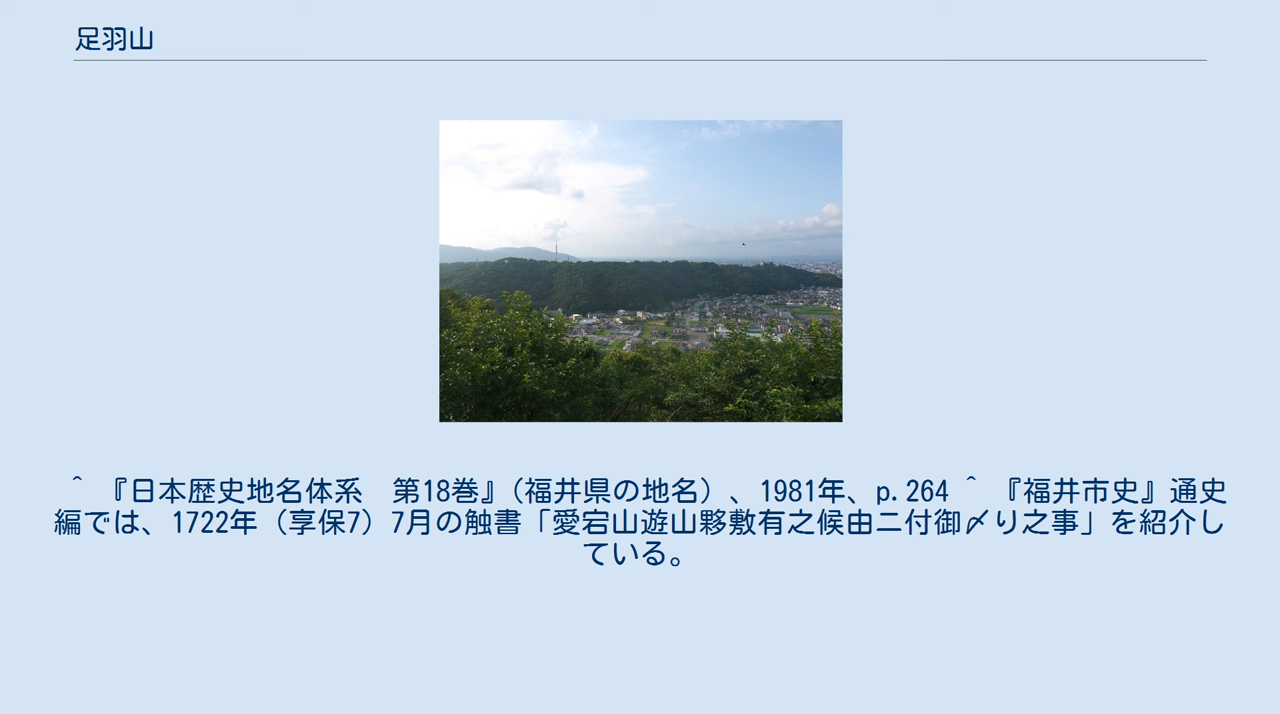 足羽山
^ 『日本歴史地名体系　第18巻』（福井県の地名）、1981年、p.264 ^ 『福井市史』通史
編では、1722年（享保7）7月の触書「愛宕山遊山夥敷有之候由ニ付御〆り之事」を紹介し
ている。